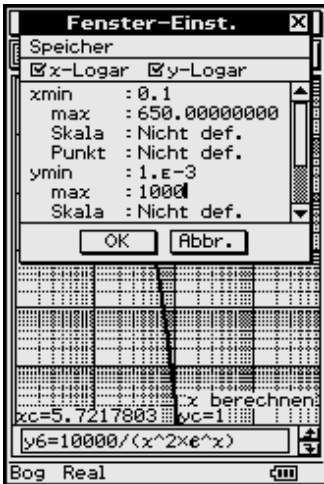 Fenster-Einst.
Speicher
x-Logar y-Logar
xmin :0.1
max :650.00000000
Skala :Nicht def.
Punkt :Nicht def.
ymin :1.E-3
max :1000
Skala :Nicht def.
OK Abbr.
x berechnen
xc=5.7217803 yc=1
y6=10000/(x^2×e^x)
Bog Real